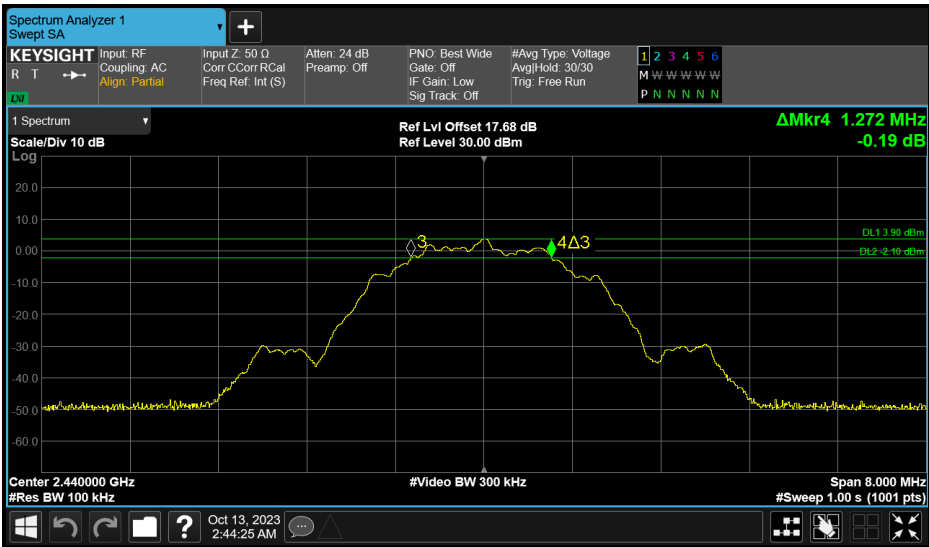 Spectrum Analyzer 1
Swept SA
+
KEYSIGHT
R T
LXI
Input: RF
Coupling: AC
Align: Partial
Input Z: 50 Ω
Corr CCorr RCal
Freq Ref: Int (S)
Atten: 24 dB
Preamp: Off
PNO: Best Wide
Gate: Off
IF Gain: Low
Sig Track: Off
#Avg Type: Voltage
Avg|Hold: 30/30
Trig: Free Run
1 2 3 4 5 6
M W W W W W
P N N N N N
1 Spectrum
Scale/Div 10 dB
Ref Lvl Offset 17.68 dB
Ref Level 30.00 dBm
ΔMkr4 1.272 MHz
-0.19 dB
Log
20.0
10.0
0.00
-10.0
-20.0
-30.0
-40.0
-50.0
-60.0
3
4Δ3
DL1 3.90 dBm
DL2 -2.10 dBm
Center 2.440000 GHz
#Video BW 300 kHz
Span 8.000 MHz
#Res BW 100 kHz
#Sweep 1.00 s (1001 pts)
?
Oct 13, 2023
2:44:25 AM